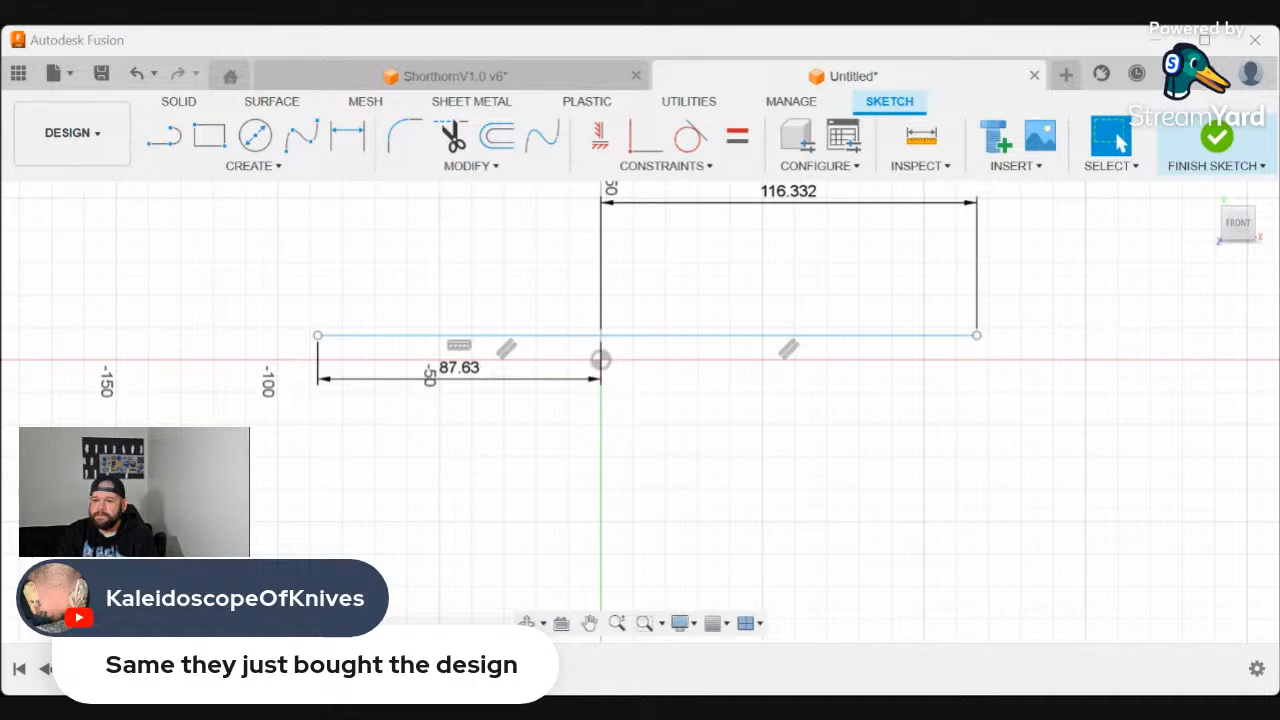 Powered by
StreamYard
Autodesk Fusion
ShorthornV1.0 v6*
Untitled*
SOLID SURFACE MESH SHEET METAL PLASTIC UTILITIES MANAGE SKETCH
DESIGN
CREATE MODIFY CONSTRAINTS CONFIGURE INSPECT INSERT SELECT FINISH SKETCH
50
116.332
FRONT
X
Z
87.63
-150
-100
-50
KaleidoscopeOfKnives
Same they just bought the design